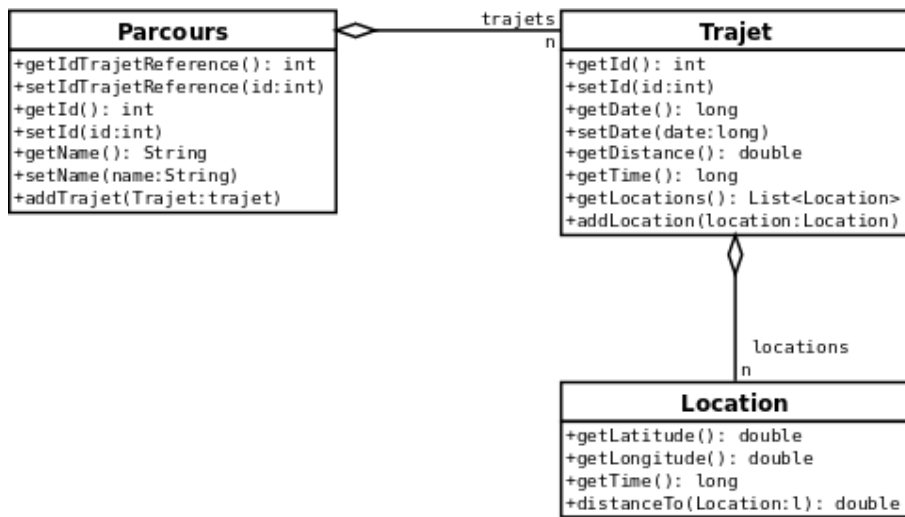 Parcours
+getIdTrajetReference(): int
+setIdTrajetReference(id:int)
+getId(): int
+setId(id:int)
+getName(): String
+setName(name:String)
+addTrajet(Trajet:trajet)
trajets
n
Trajet
+getId(): int
+setId(id:int)
+getDate(): long
+setDate(date:long)
+getDistance(): double
+getTime(): long
+getLocations(): List<Location>
+addLocation(location:Location)
locations
n
Location
+getLatitude(): double
+getLongitude(): double
+getTime(): long
+distanceTo(Location:l): double